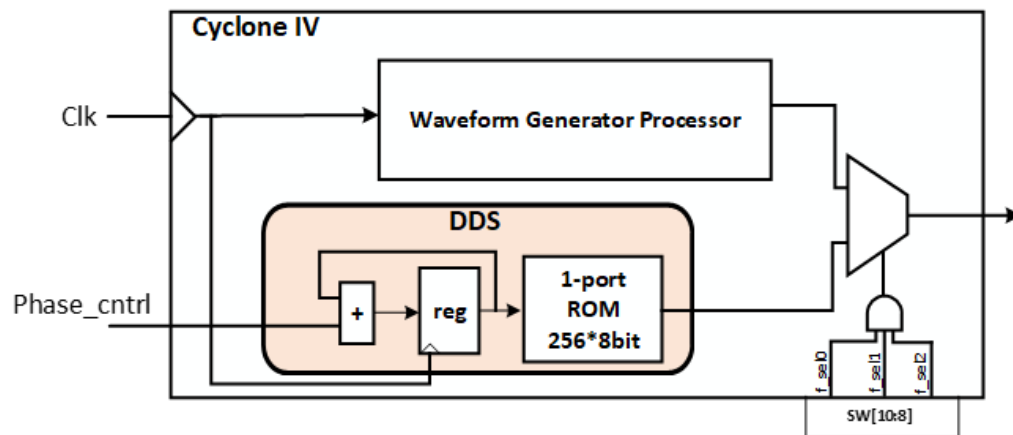 Cyclone IV
Clk
Waveform Generator Processor
DDS
Phase_cntrl
+
reg
1-port
ROM
256*8bit
f_sel0
f_sel1
f_sel2
SW[10:8]